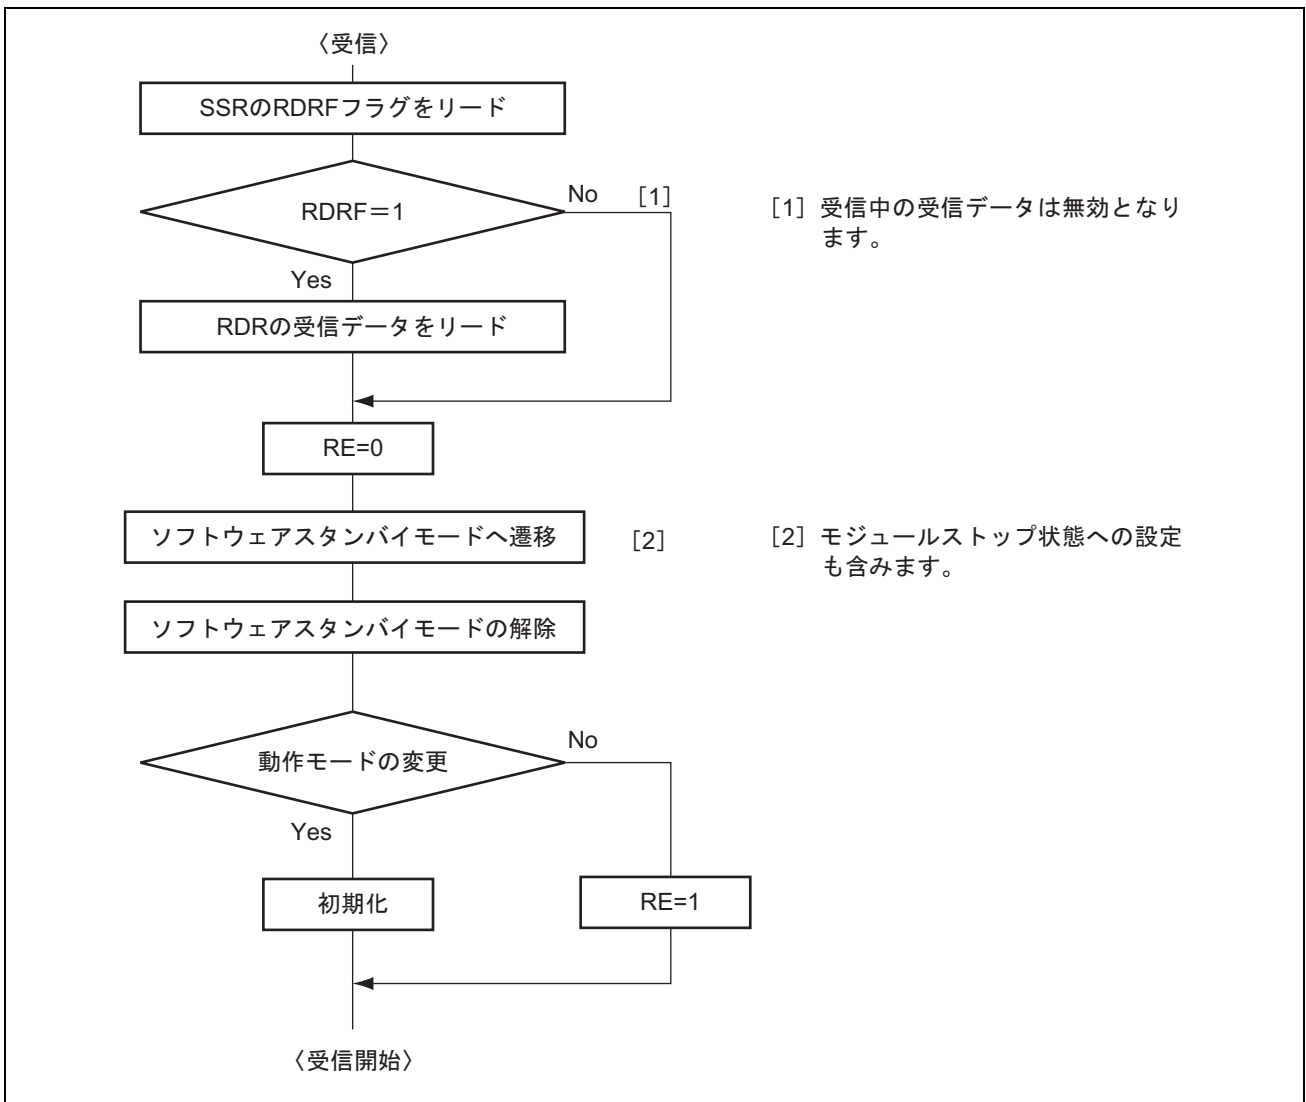 〈受信〉
SSRのRDRFフラグをリード
RDRF＝1
No
［1］
［1］ 受信中の受信データは無効となり
ます。
Yes
RDRの受信データをリード
RE=0
ソフトウェアスタンバイモードへ遷移
［2］
［2］ モジュールストップ状態への設定
も含みます。
ソフトウェアスタンバイモードの解除
動作モードの変更
No
Yes
初期化
RE=1
〈受信開始〉